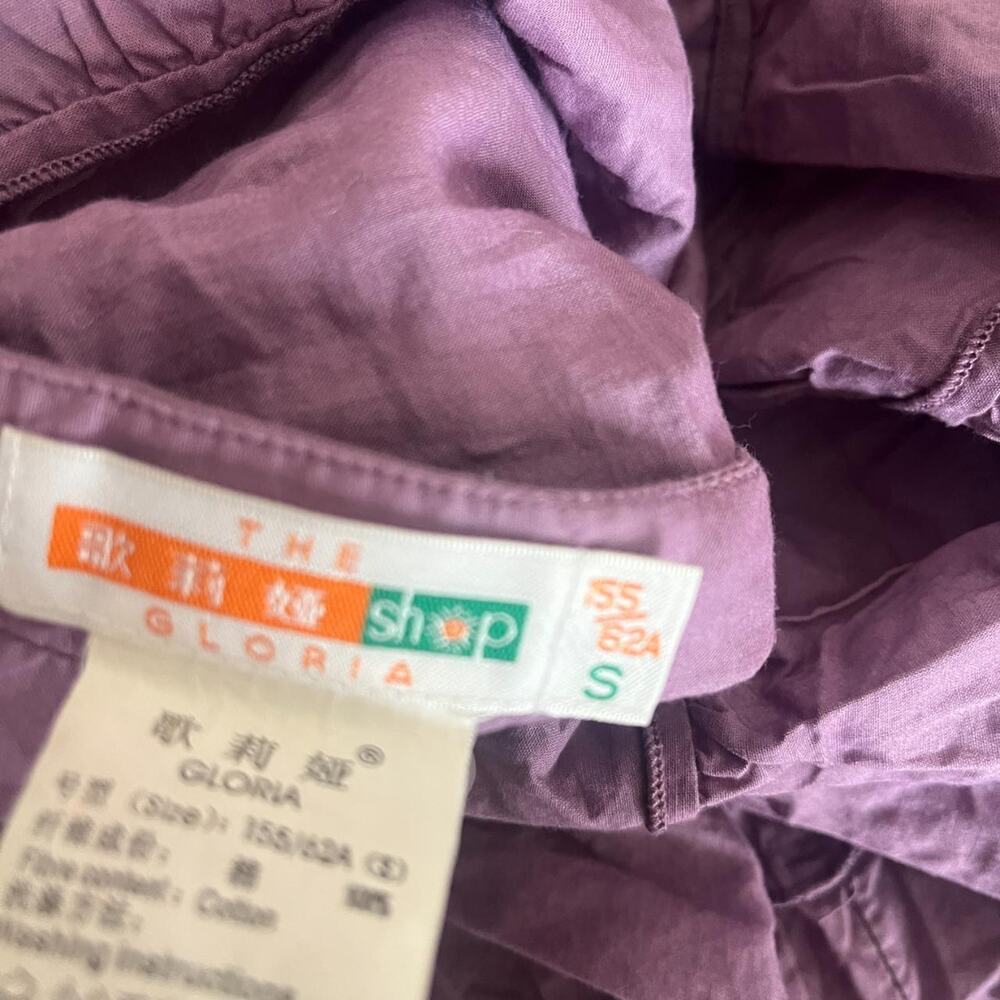 THE
歌莉娅 shop
GLORIA
155/
62A
S
歌莉娅®
GLORIA
号型 (Size): 155/62A (S)
纤维成份:
棉
Fibre content: Cotton 100%
洗涤方法:
Washing Instructions